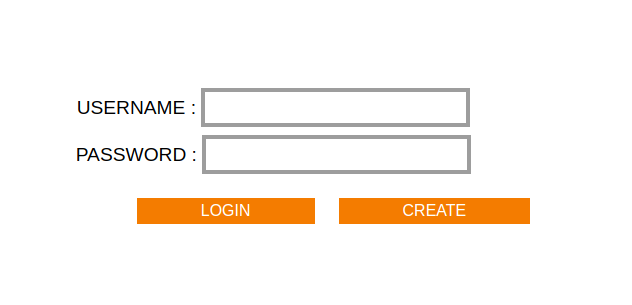 USERNAME :
PASSWORD :
LOGIN CREATE